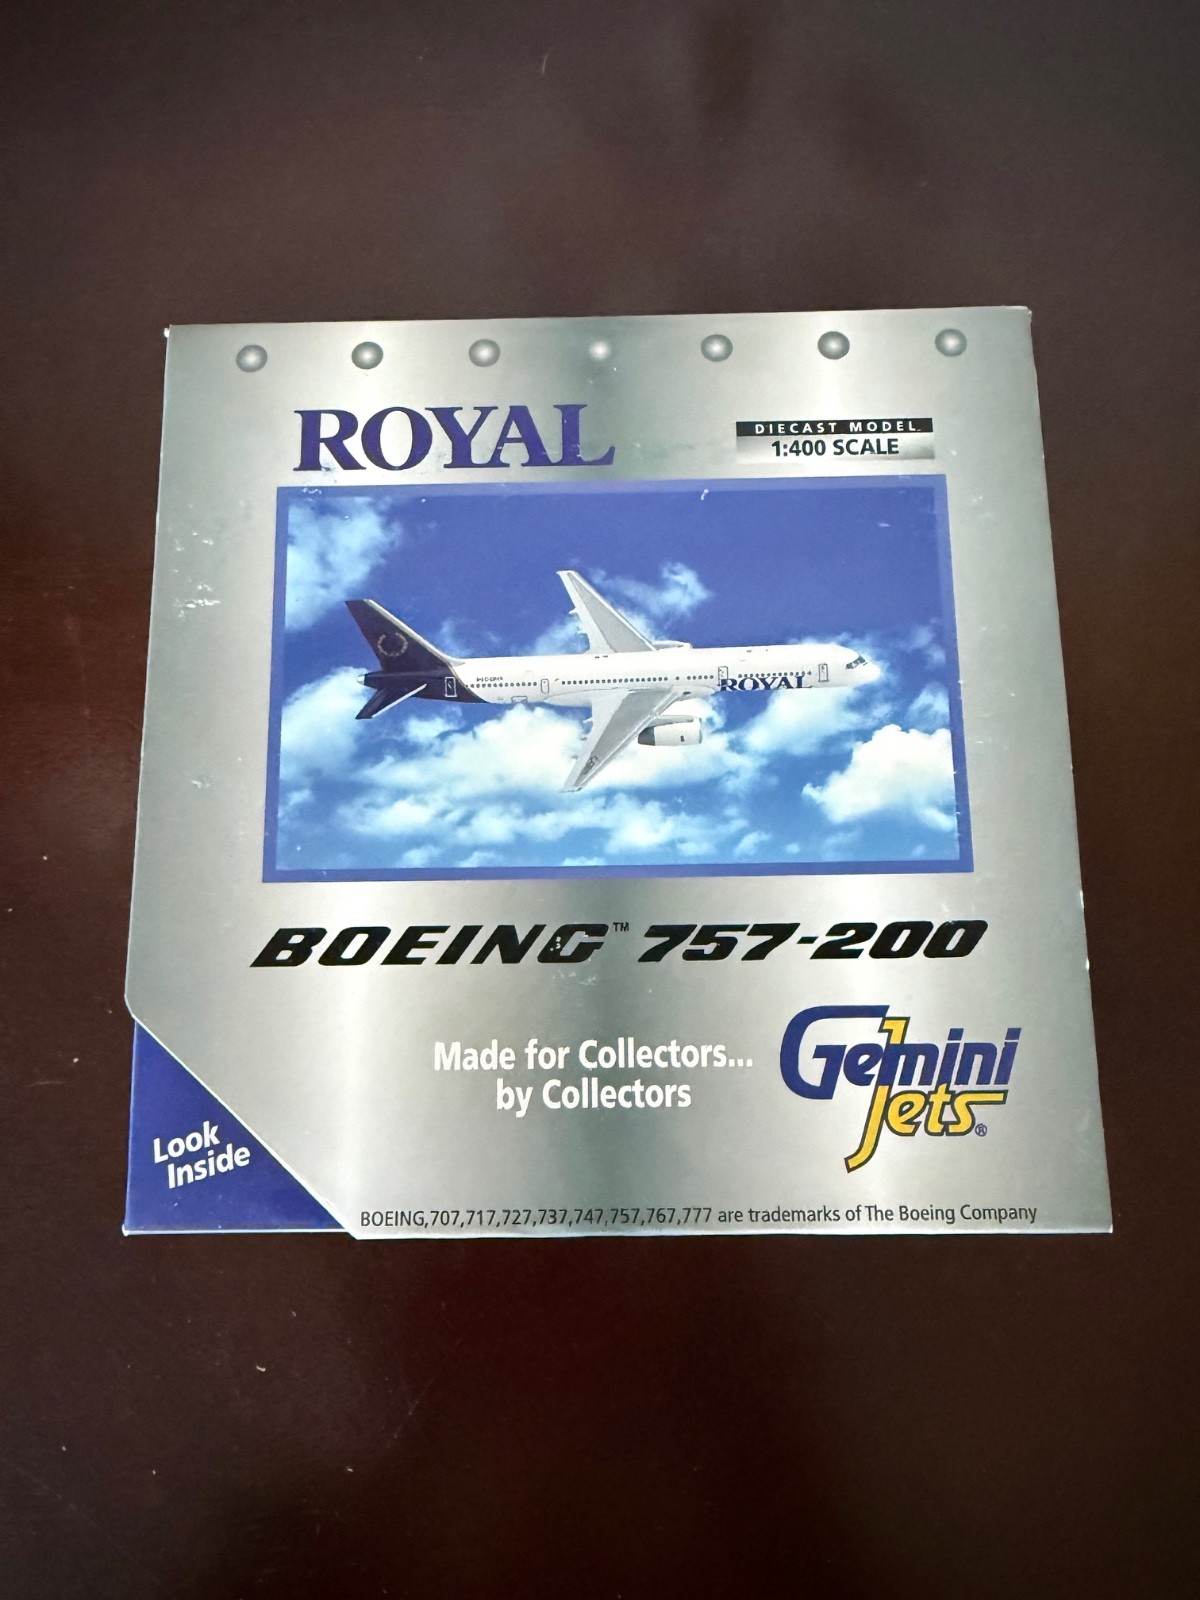 ROYAL
DIECAST MODEL
1:400 SCALE
ROYAL
BOEING™ 757-200
Made for Collectors...
by Collectors
Gemini
Jets®
Look
Inside
BOEING,707,717,727,737,747,757,767,777 are trademarks of The Boeing Company